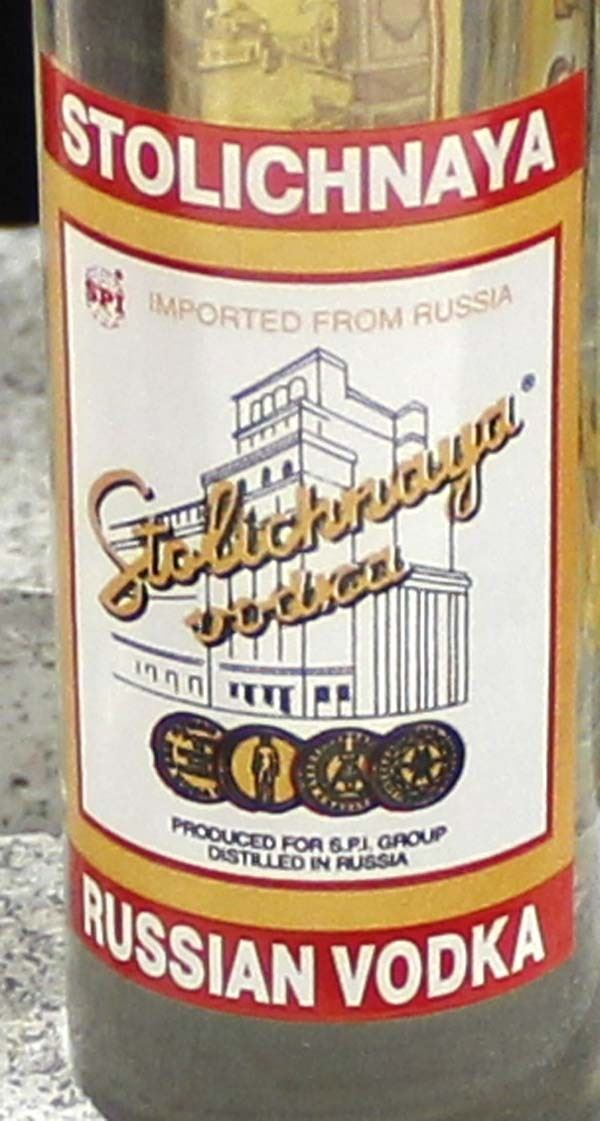 STOLICHNAYA
SPI
IMPORTED FROM RUSSIA
Stolichnaya®
vodka
PRODUCED FOR S.P.I. GROUP
DISTILLED IN RUSSIA
RUSSIAN VODKA